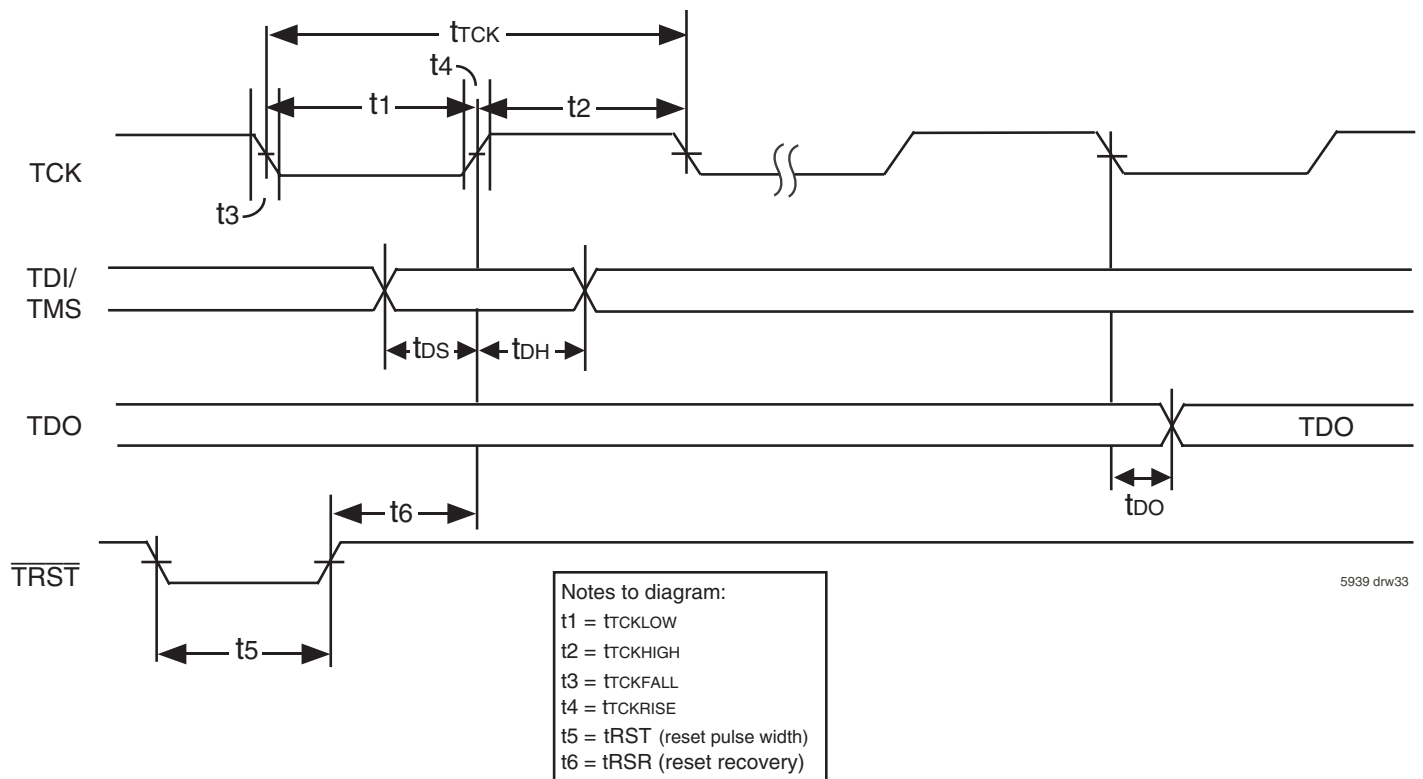 tTCK
t4
t1
t2
TCK
t3
TDI/
TMS
tDS
tDH
TDO
TDO
tDO
t6
TRST
5939 drw33
t5
Notes to diagram:
t1 = tTCKLOW
t2 = tTCKHIGH
t3 = tTCKFALL
t4 = tTCKRISE
t5 = tRST (reset pulse width)
t6 = tRSR (reset recovery)